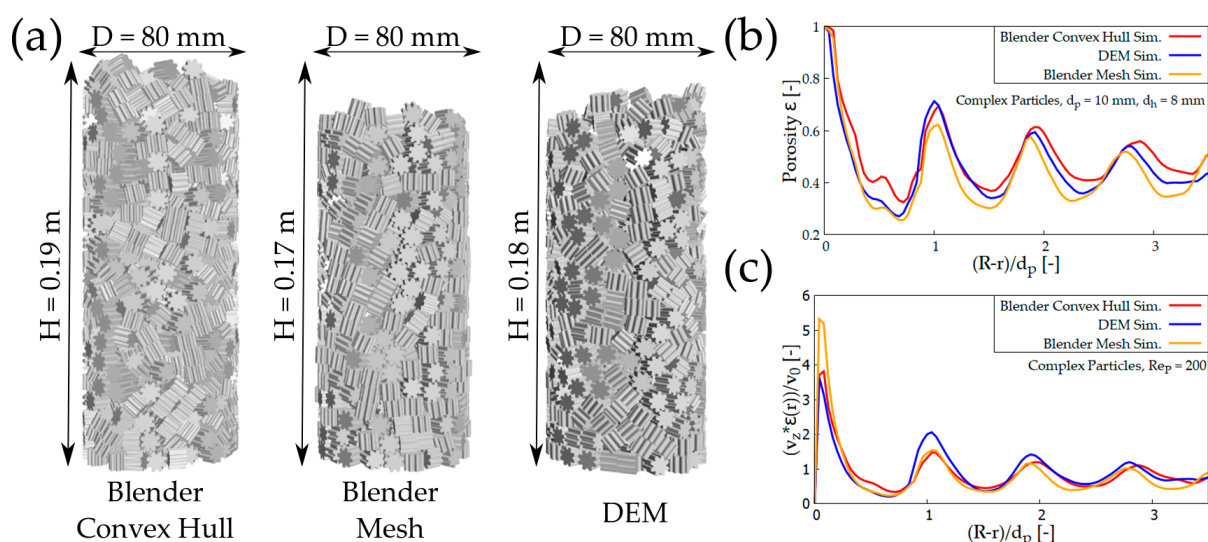 (a)
D = 80 mm
D = 80 mm
D = 80 mm
H = 0.19 m
H = 0.17 m
H = 0.18 m
Blender
Convex Hull
Blender
Mesh
DEM
(b)
Porosity ε [-]
1
0.8
0.6
0.4
0.2
Blender Convex Hull Sim.
DEM Sim.
Blender Mesh Sim.
Complex Particles, dp = 10 mm, dh = 8 mm
0
1
2
3
(R-r)/dp [-]
(c)
(vz*ε(r))/v0 [-]
6
5
4
3
2
1
0
Blender Convex Hull Sim.
DEM Sim.
Blender Mesh Sim.
Complex Particles, ReP = 200
0
1
2
3
(R-r)/dp [-]